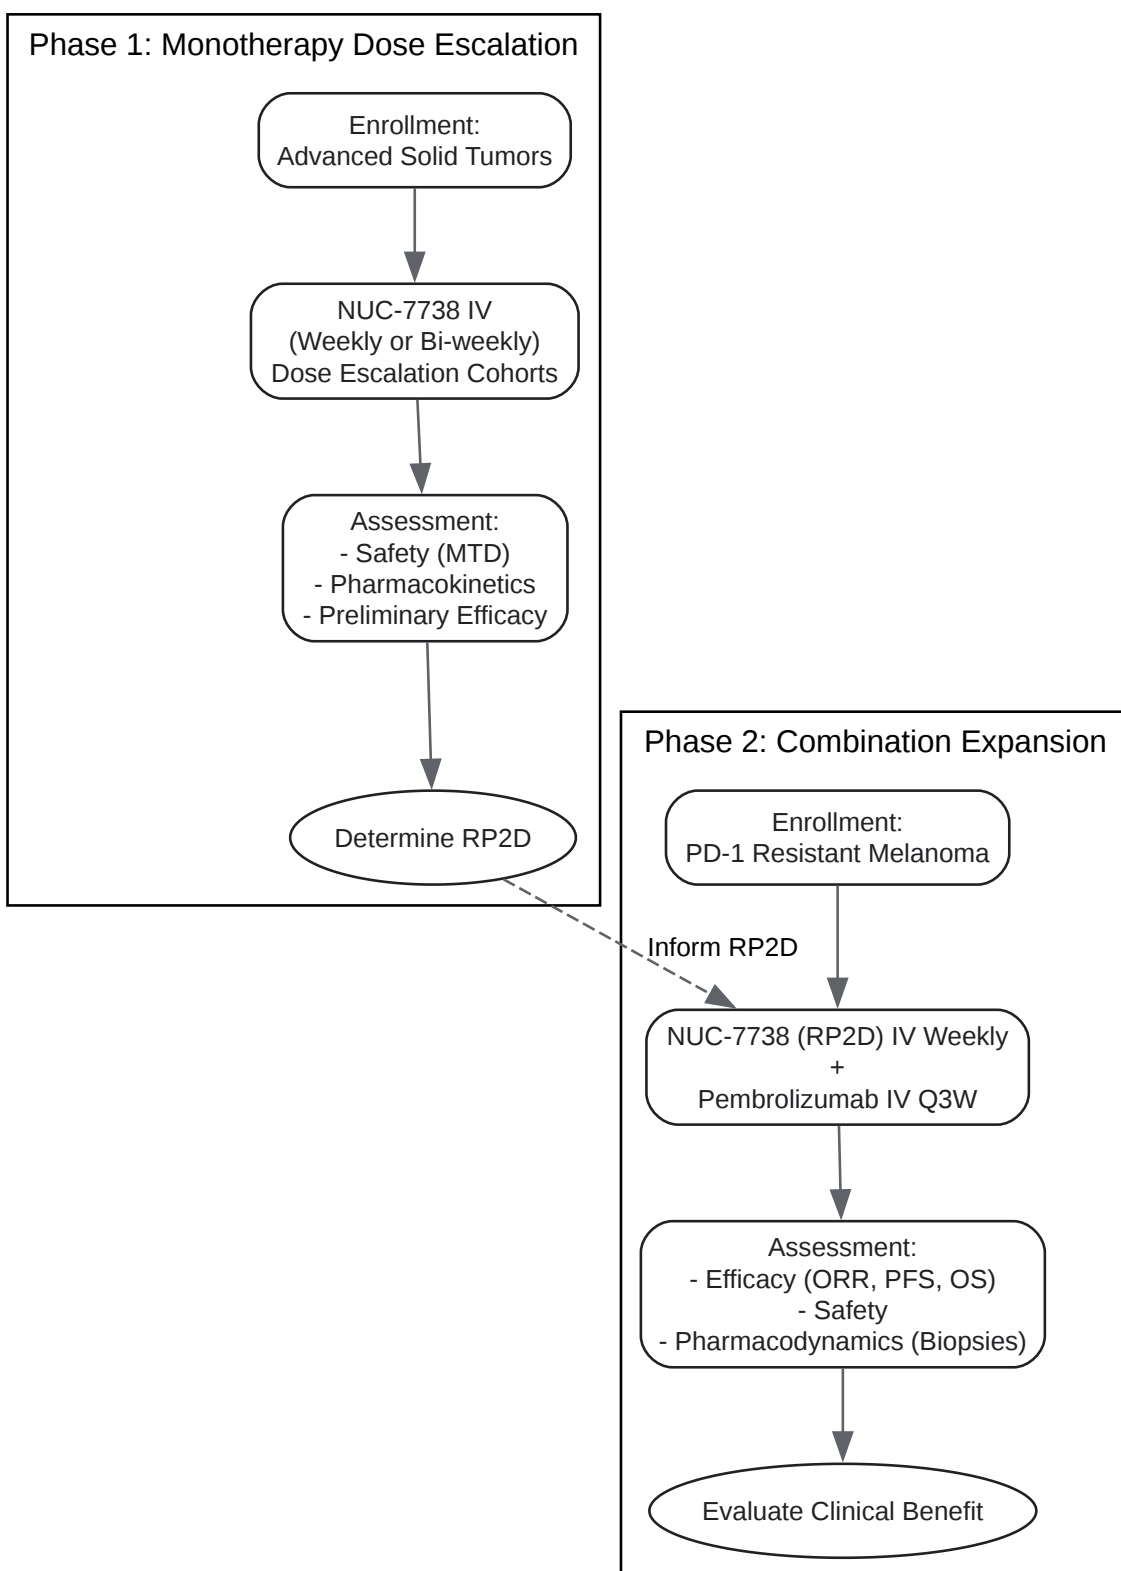 Phase 1: Monotherapy Dose Escalation
Enrollment:
Advanced Solid Tumors
NUC-7738 IV
(Weekly or Bi-weekly)
Dose Escalation Cohorts
Assessment:
- Safety (MTD)
- Pharmacokinetics
- Preliminary Efficacy
Determine RP2D
Phase 2: Combination Expansion
Enrollment:
PD-1 Resistant Melanoma
Inform RP2D
NUC-7738 (RP2D) IV Weekly
+
Pembrolizumab IV Q3W
Assessment:
- Efficacy (ORR, PFS, OS)
- Safety
- Pharmacodynamics (Biopsies)
Evaluate Clinical Benefit